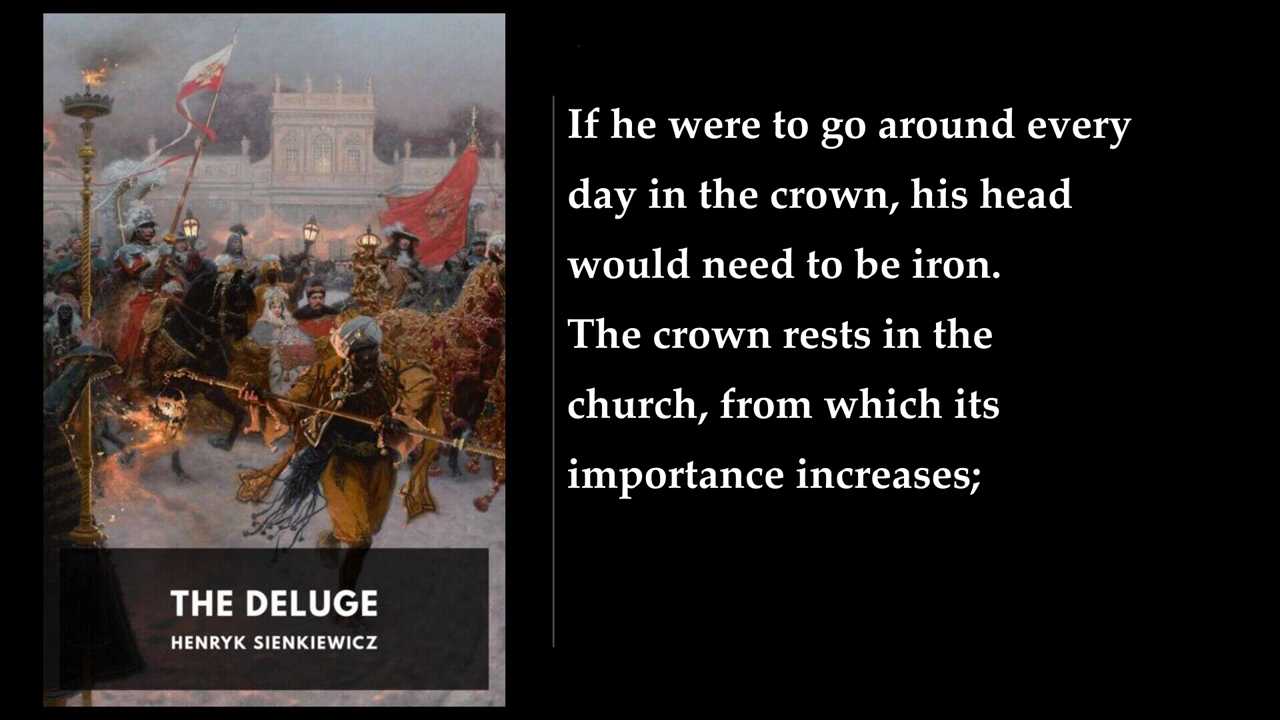 If he were to go around every
day in the crown, his head
would need to be iron.
The crown rests in the
church, from which its
importance increases;
THE DELUGE
HENRYK SIENKIEWICZ